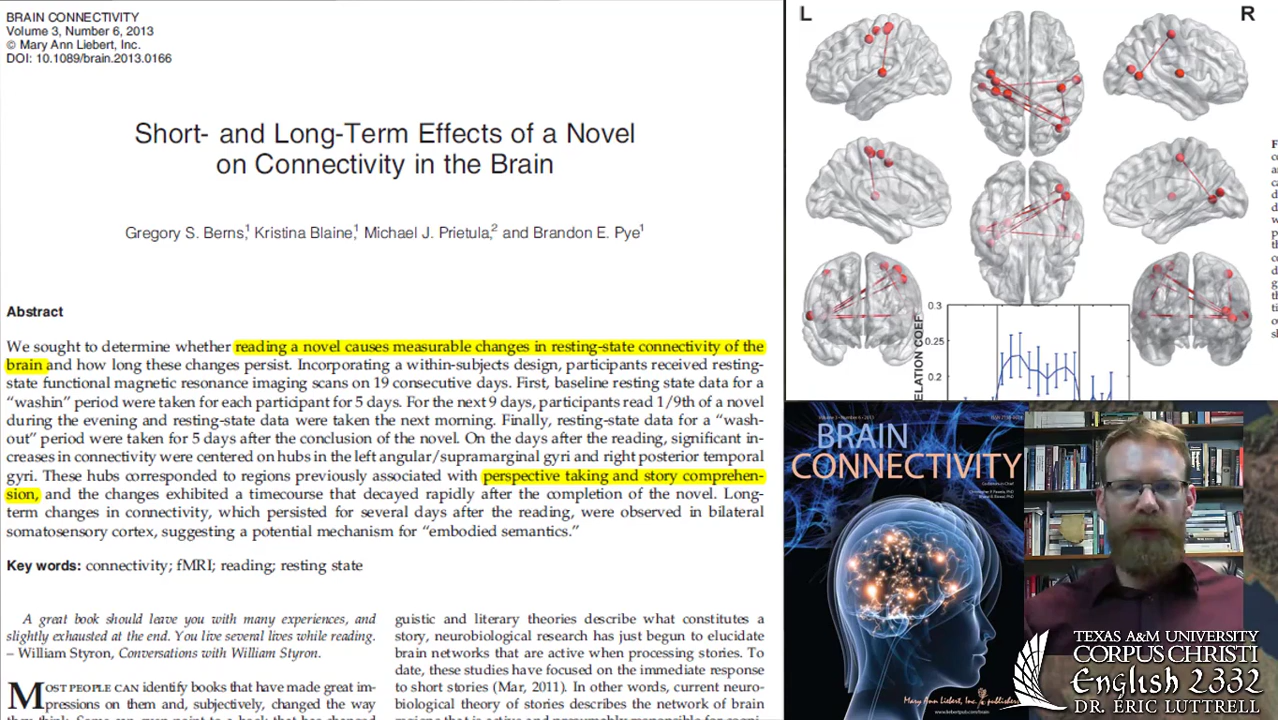 BRAIN CONNECTIVITY
Volume 3, Number 6, 2013
© Mary Ann Liebert, Inc.
DOI: 10.1089/brain.2013.0166
Short- and Long-Term Effects of a Novel
on Connectivity in the Brain
Gregory S. Berns,1 Kristina Blaine,1 Michael J. Prietula,2 and Brandon E. Pye1
Abstract
We sought to determine whether reading a novel causes measurable changes in resting-state connectivity of the
brain and how long these changes persist. Incorporating a within-subjects design, participants received resting-
state functional magnetic resonance imaging scans on 19 consecutive days. First, baseline resting state data for a
“washin” period were taken for each participant for 5 days. For the next 9 days, participants read 1/9th of a novel
during the evening and resting-state data were taken the next morning. Finally, resting-state data for a “wash-
out” period were taken for 5 days after the conclusion of the novel. On the days after the reading, significant in-
creases in connectivity were centered on hubs in the left angular/supramarginal gyri and right posterior temporal
gyri. These hubs corresponded to regions previously associated with perspective taking and story comprehen-
sion, and the changes exhibited a timecourse that decayed rapidly after the completion of the novel. Long-
term changes in connectivity, which persisted for several days after the reading, were observed in bilateral
somatosensory cortex, suggesting a potential mechanism for “embodied semantics.”
Key words: connectivity; fMRI; reading; resting state
A great book should leave you with many experiences, and
slightly exhausted at the end. You live several lives while reading.
– William Styron, Conversations with William Styron.
MOST PEOPLE CAN identify books that have made great im-
pressions on them and, subjectively, changed the way
guistic and literary theories describe what constitutes a
story, neurobiological research has just begun to elucidate
brain networks that are active when processing stories. To
date, these studies have focused on the immediate response
to short stories (Mar, 2011). In other words, current neuro-
biological theory of stories describes the network of brain
L
R
0.3
0.25
0.2
ELATION COEF
Volume 3 • Number 6 • 2013
BRAIN
CONNECTIVITY
Mary Ann Liebert, Inc. publishers
www.liebertpub.com/brain
TEXAS A&M UNIVERSITY
CORPUS CHRISTI
English 2332
DR. ERIC LUTTRELL